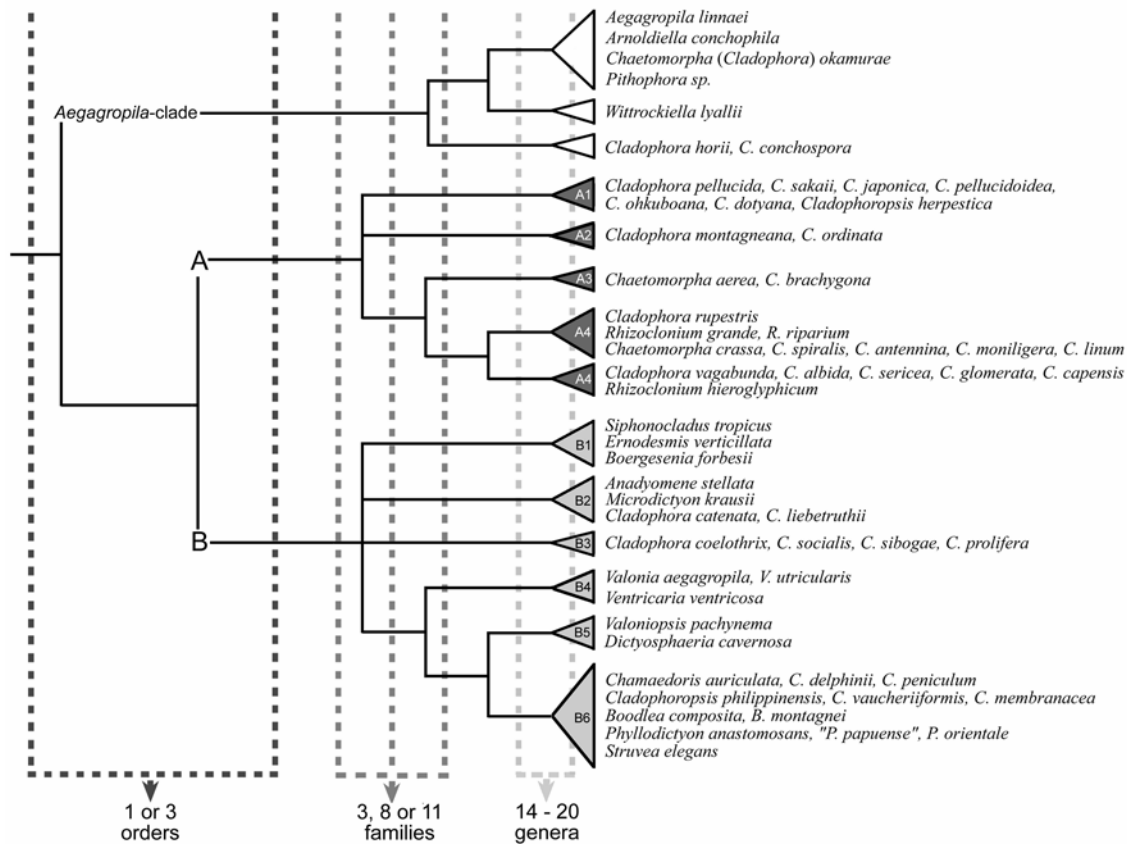 Aegagropila linnaei
Arnoldiella conchophila
Chaetomorpha (Cladophora) okamurae
Pithophora sp.
Aegagropila-clade
Wittrockiella lyallii
Cladophora horii, C. conchospora
A1
Cladophora pellucida, C. sakaii, C. japonica, C. pellucidoidea,
C. ohkuboana, C. dotyana, Cladophoropsis herpestica
A2
Cladophora montagneana, C. ordinata
A
A3
Chaetomorpha aerea, C. brachygona
A4
Cladophora rupestris
Rhizoclonium grande, R. riparium
Chaetomorpha crassa, C. spiralis, C. antennina, C. moniligera, C. linum
A4
Cladophora vagabunda, C. albida, C. sericea, C. glomerata, C. capensis
Rhizoclonium hieroglyphicum
B1
Siphonocladus tropicus
Ernodesmis verticillata
Boergesenia forbesii
B2
Anadyomene stellata
Microdictyon krausii
Cladophora catenata, C. liebetruthii
B
B3
Cladophora coelothrix, C. socialis, C. sibogae, C. prolifera
B4
Valonia aegagropila, V. utricularis
Ventricaria ventricosa
B5
Valoniopsis pachynema
Dictyosphaeria cavernosa
B6
Chamaedoris auriculata, C. delphinii, C. peniculum
Cladophoropsis philippinensis, C. vaucheriiformis, C. membranacea
Boodlea composita, B. montagnei
Phyllodictyon anastomosans, "P. papuense", P. orientale
Struvea elegans
1 or 3
orders
3, 8 or 11
families
14 - 20
genera